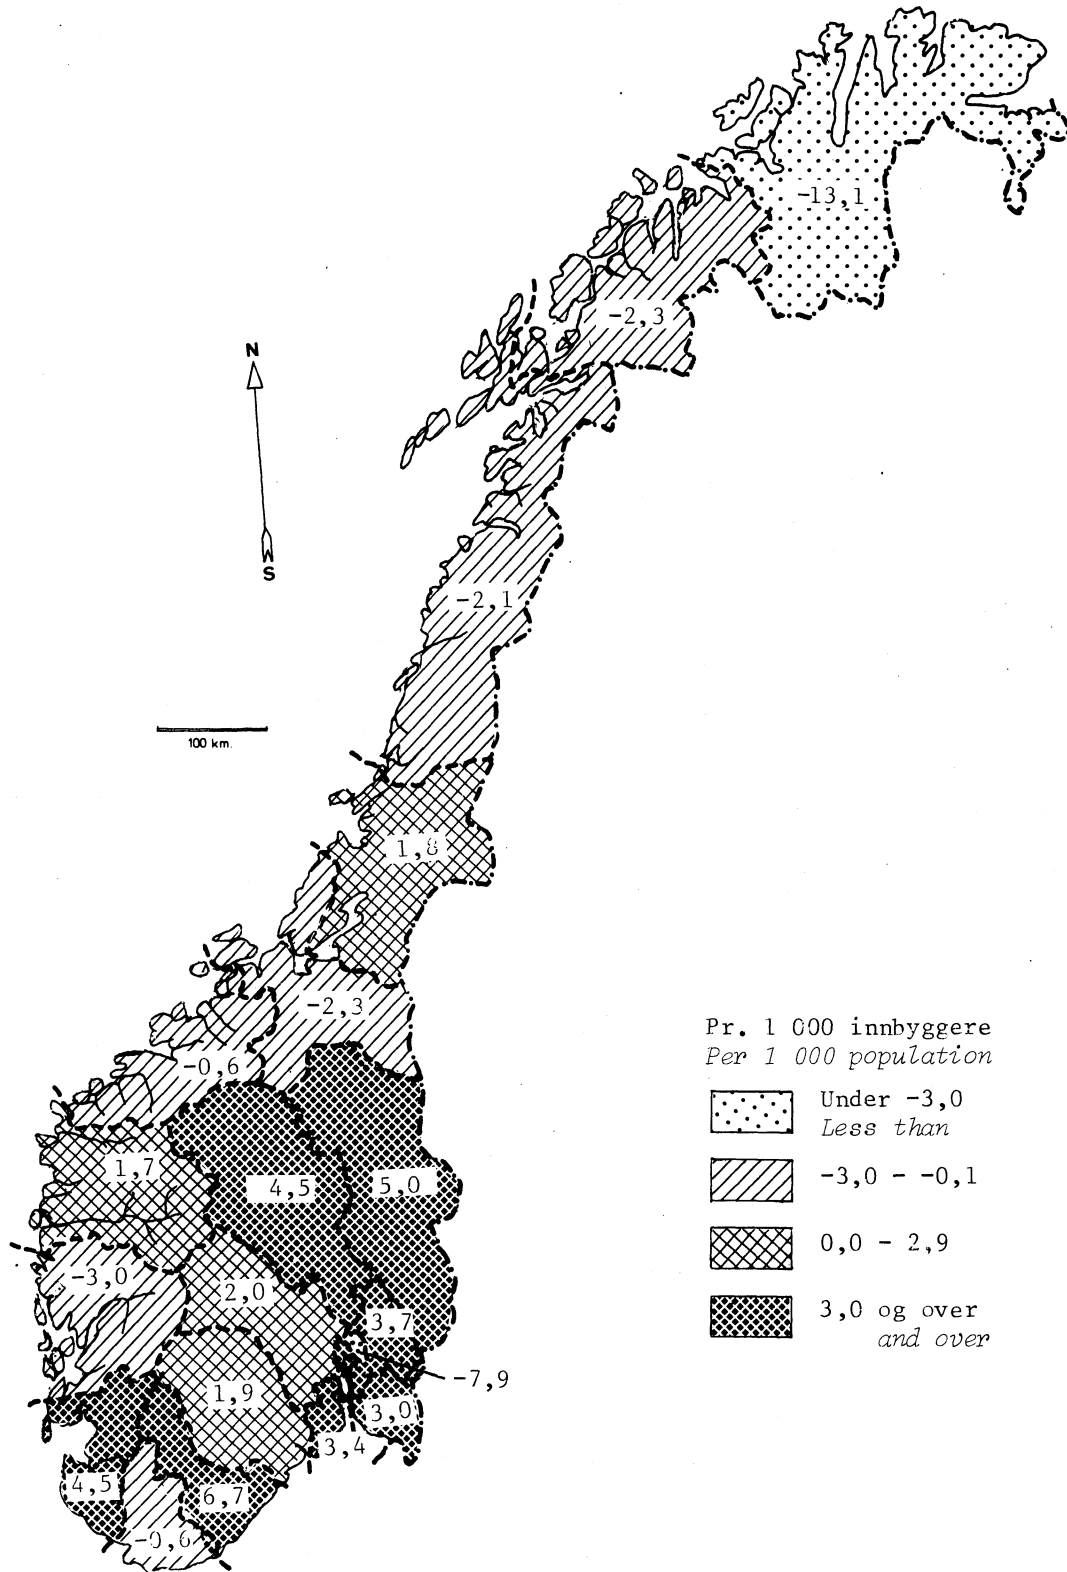 -13,1
-2,3
N
S
-2,1
100 km.
1,8
-2,3
-0,6
1,7
4,5
5,0
-3,0
2,0
3,7
-7,9
1,9
3,0
3,4
4,5
6,7
-0,6
Pr. 1 000 innbyggere
Per 1 000 population
Under -3,0
Less than
-3,0 - -0,1
0,0 - 2,9
3,0 og over
and over